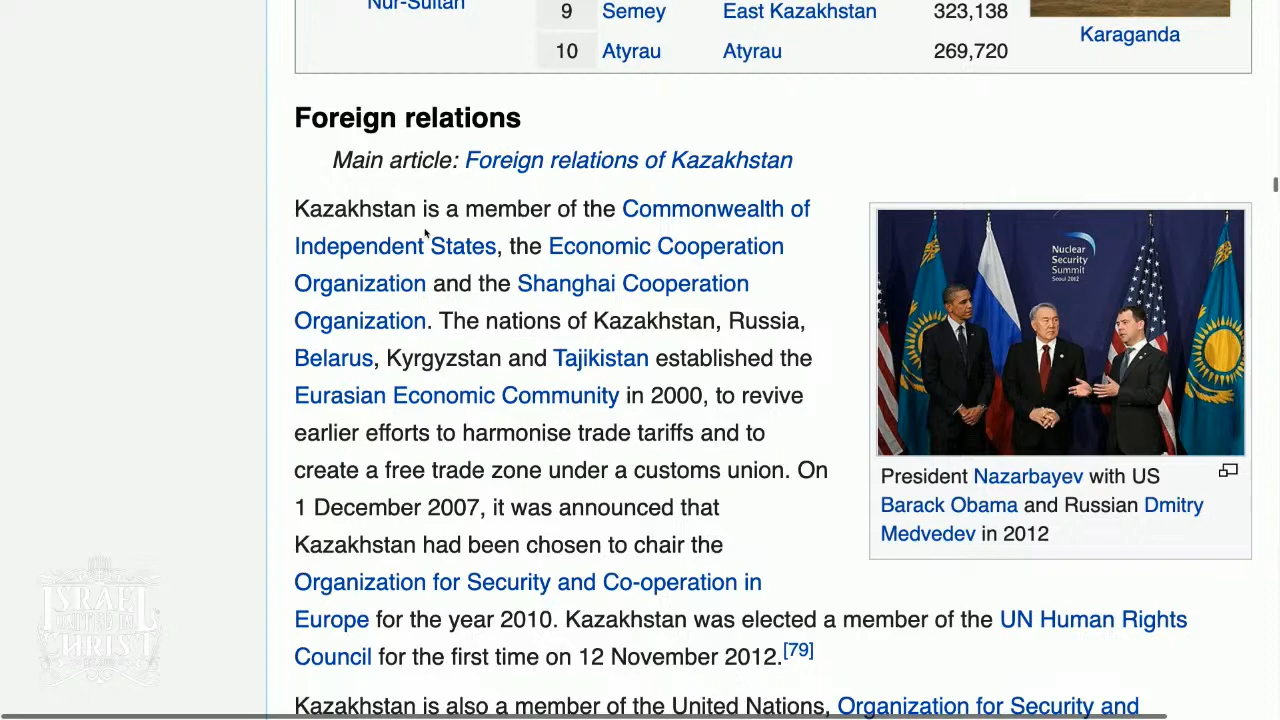 Nur-Sultan
9 Semey East Kazakhstan 323,138
10 Atyrau Atyrau 269,720
Karaganda
Foreign relations
Main article: Foreign relations of Kazakhstan
Kazakhstan is a member of the Commonwealth of
Independent States, the Economic Cooperation
Organization and the Shanghai Cooperation
Organization. The nations of Kazakhstan, Russia,
Belarus, Kyrgyzstan and Tajikistan established the
Eurasian Economic Community in 2000, to revive
earlier efforts to harmonise trade tariffs and to
create a free trade zone under a customs union. On
1 December 2007, it was announced that
Kazakhstan had been chosen to chair the
Organization for Security and Co-operation in
Europe for the year 2010. Kazakhstan was elected a member of the UN Human Rights
Council for the first time on 12 November 2012.[79]
Kazakhstan is also a member of the United Nations, Organization for Security and
Nuclear
Security
Summit
Seoul 2012
President Nazarbayev with US
Barack Obama and Russian Dmitry
Medvedev in 2012
ISRAEL
UNITED IN
CHRIST